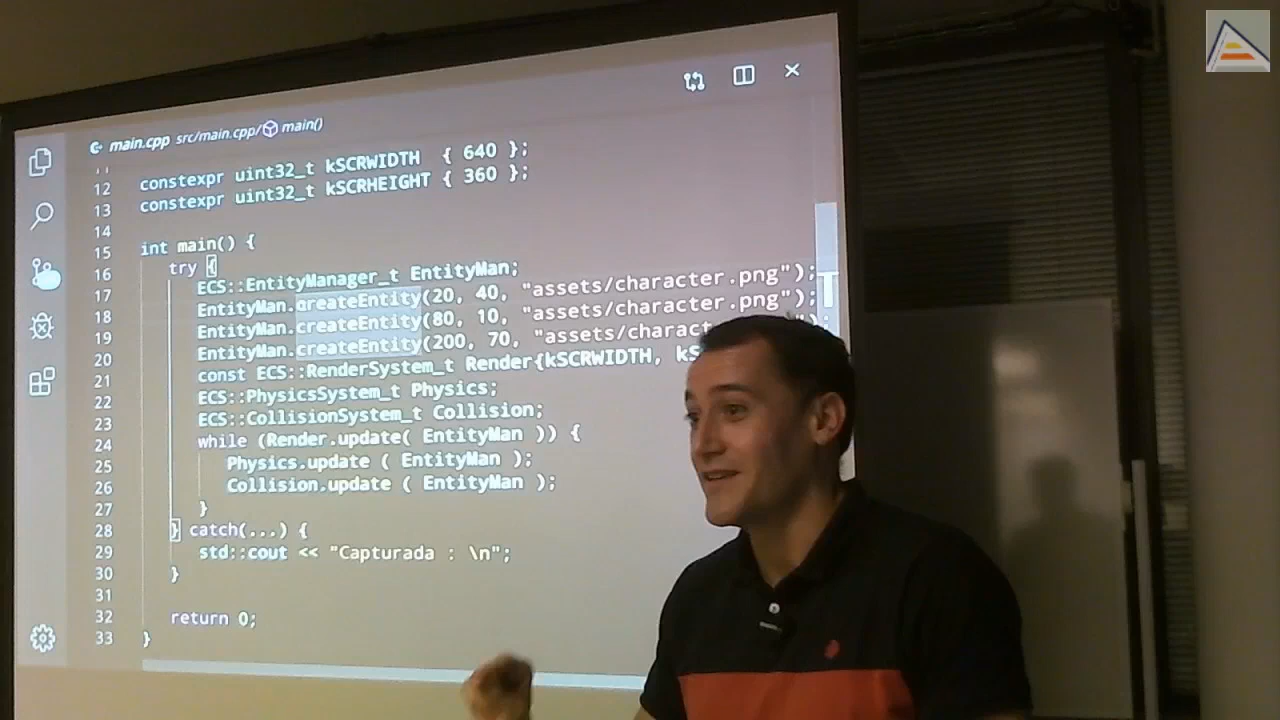 main.cpp src/main.cpp/ main()
11
12 constexpr uint32_t kSCRWIDTH { 640 };
13 constexpr uint32_t kSCRHEIGHT { 360 };
14
15 int main() {
16 try {
17 ECS::EntityManager_t EntityMan;
18 EntityMan.createEntity(20, 40, "assets/character.png");
19 EntityMan.createEntity(80, 10, "assets/character.png");
20 EntityMan.createEntity(200, 70, "assets/charact
21 const ECS::RenderSystem_t Render{kSCRWIDTH, kS
22 ECS::PhysicsSystem_t Physics;
23 ECS::CollisionSystem_t Collision;
24 while (Render.update( EntityMan )) {
25 Physics.update ( EntityMan );
26 Collision.update ( EntityMan );
27 }
28 } catch(...) {
29 std::cout << "Capturada : \n";
30 }
31
32 return 0;
33 }